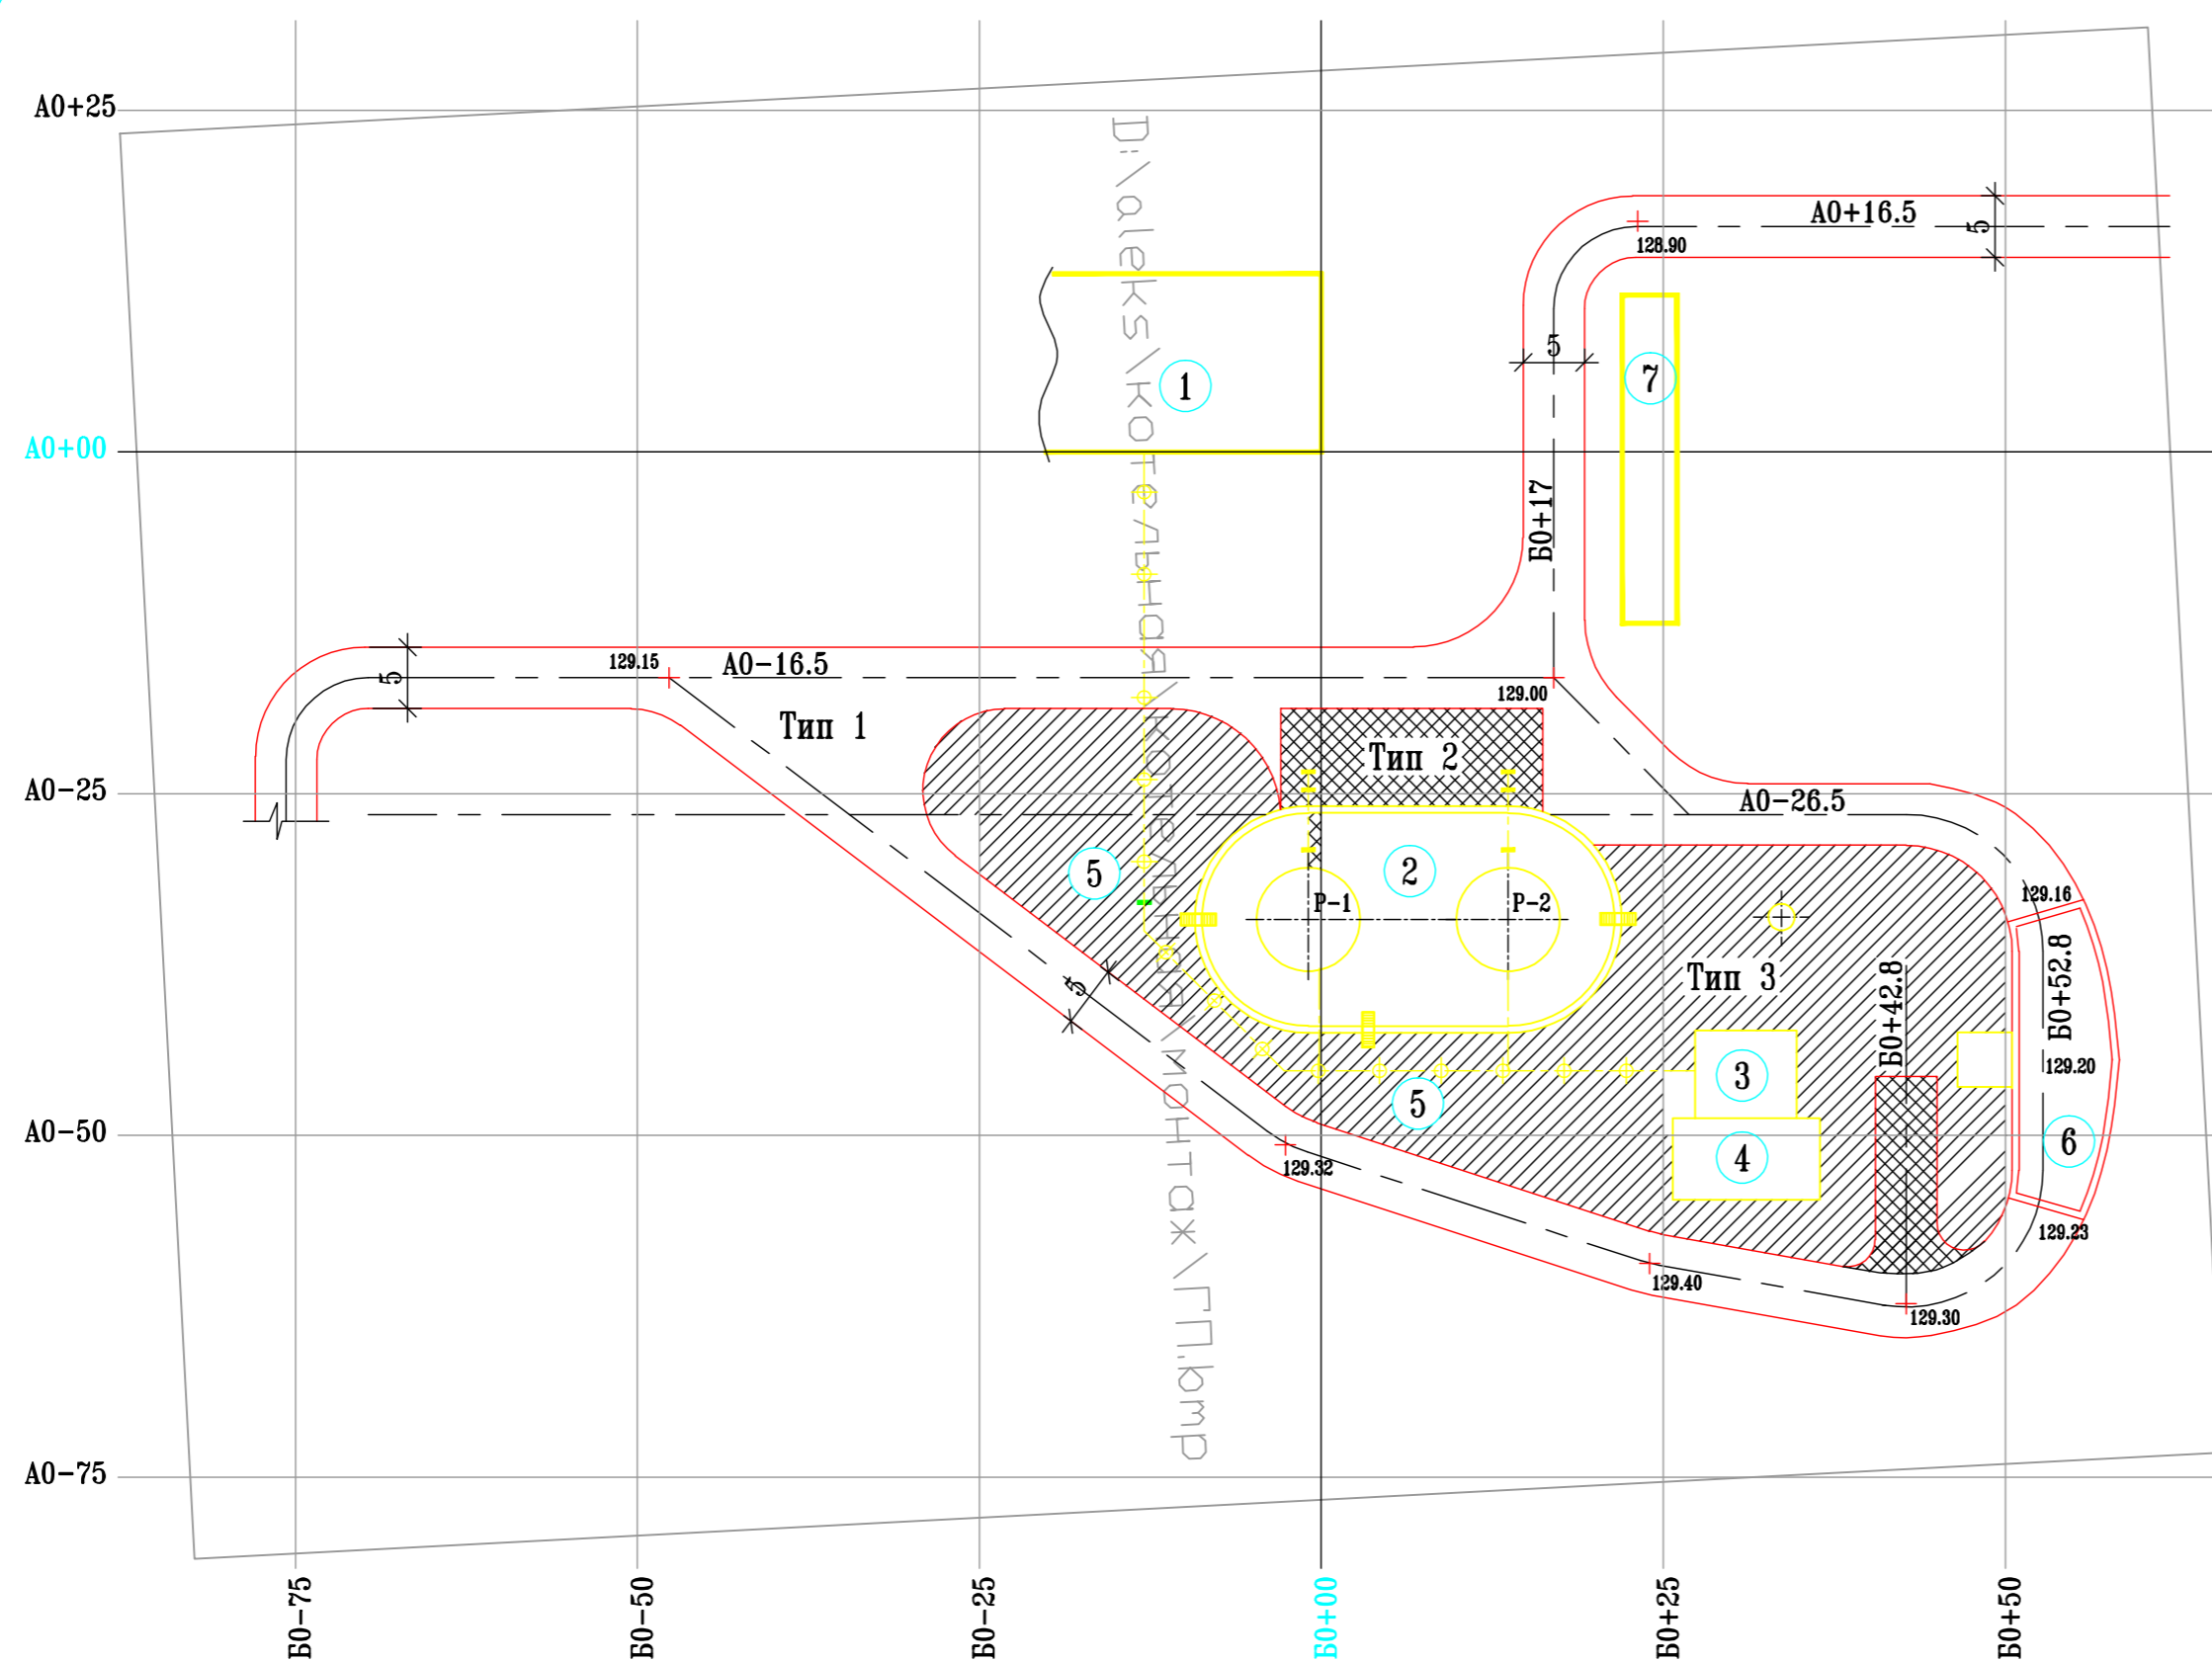 А0+25
А0+16.5
5
128.90
5
7
1
А0+00
Б0+17
129.15
А0-16.5
5
129.00
Тип 1
Тип 2
А0-25
А0-26.5
5
2
Р-1
Р-2
129.16
Тип 3
5
Б0+42.8
Б0+52.8
129.20
3
5
А0-50
4
6
129.32
129.23
129.40
129.30
А0-75
D:\aleks\котельная\котельная\монтаж\ГП.bmp
Б0-75
Б0-50
Б0-25
Б0+00
Б0+25
Б0+50